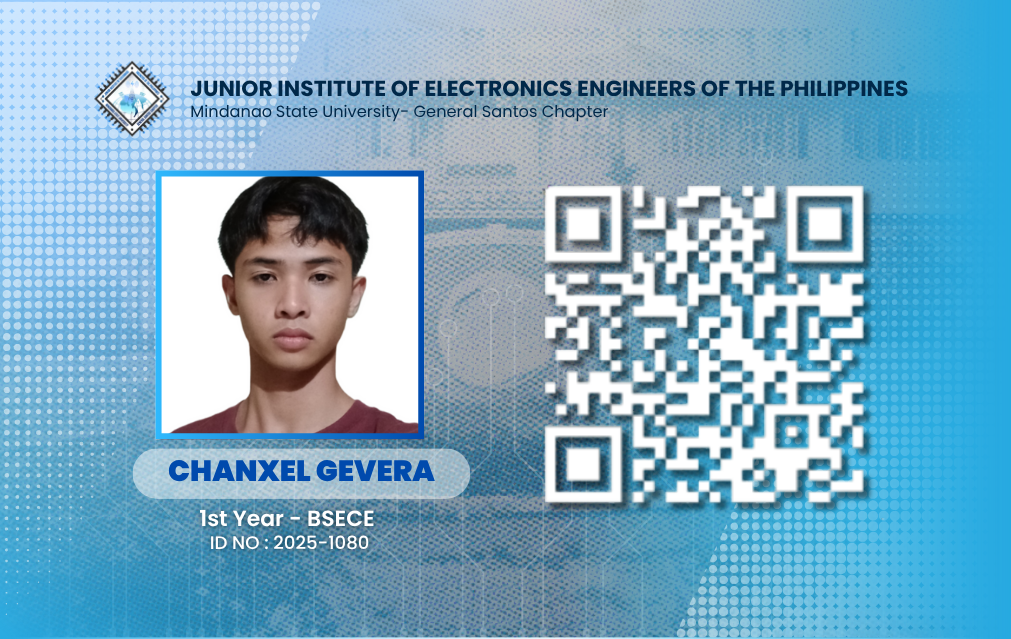 JUNIOR INSTITUTE OF ELECTRONICS ENGINEERS OF THE PHILIPPINES
Mindanao State University- General Santos Chapter
CHANXEL GEVERA
1st Year - BSECE
ID NO : 2025-1080